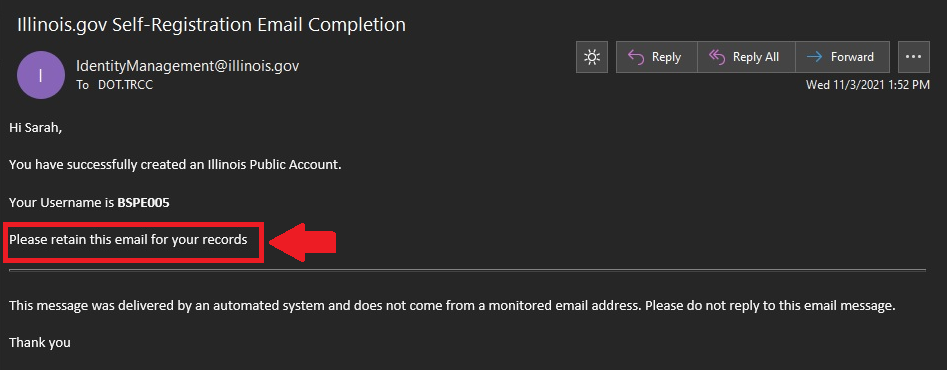 Illinois.gov Self-Registration Email Completion
I
IdentityManagement@illinois.gov
To DOT.TRCC
Reply
Reply All
Forward
Wed 11/3/2021 1:52 PM
Hi Sarah,
You have successfully created an Illinois Public Account.
Your Username is BSPE005
Please retain this email for your records
This message was delivered by an automated system and does not come from a monitored email address. Please do not reply to this email message.
Thank you